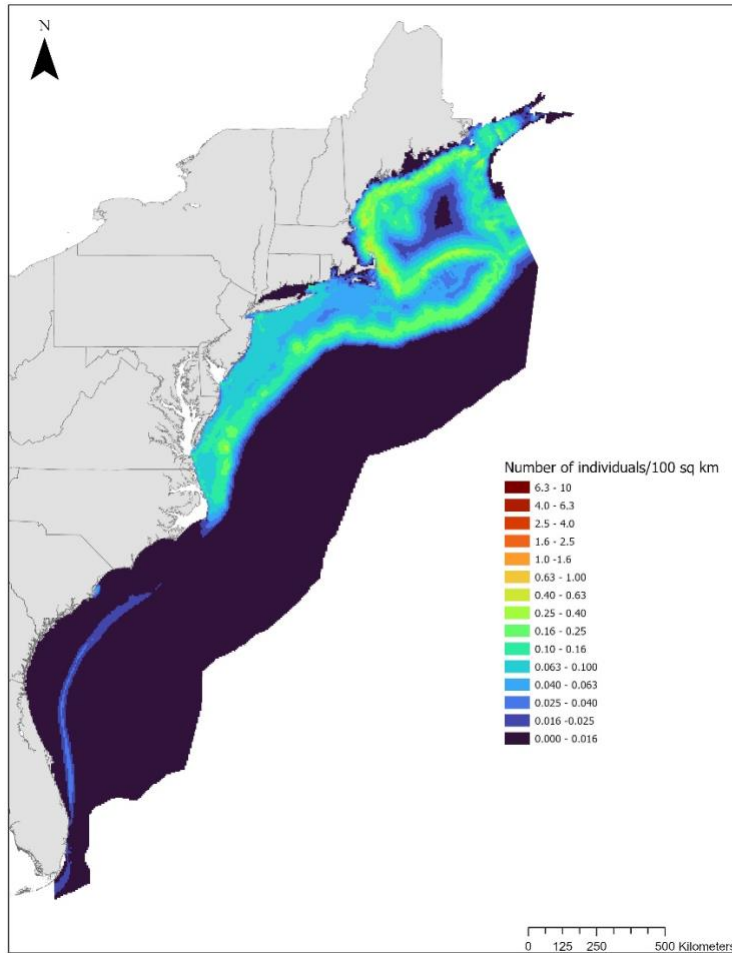 N
Number of individuals/100 sq km
6.3 - 10
4.0 - 6.3
2.5 - 4.0
1.6 - 2.5
1.0 -1.6
0.63 - 1.00
0.40 - 0.63
0.25 - 0.40
0.16 - 0.25
0.10 - 0.16
0.063 - 0.100
0.040 - 0.063
0.025 - 0.040
0.016 -0.025
0.000 - 0.016
0 125 250 500 Kilometers